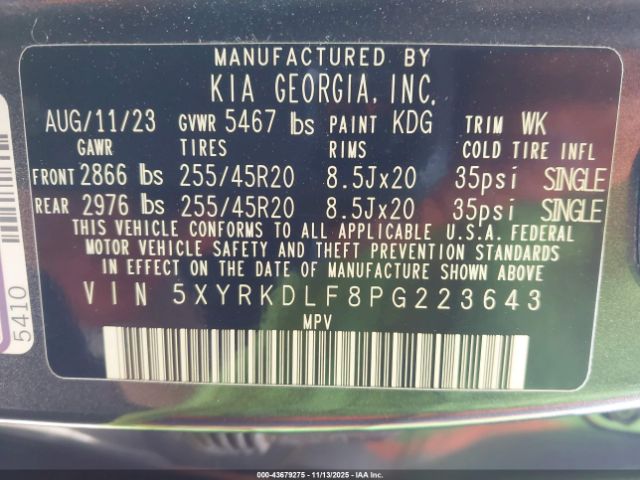 MANUFACTURED BY
KIA GEORGIA, INC.
AUG/11/23 GVWR 5467 lbs PAINT KDG TRIM WK
GAWR TIRES RIMS COLD TIRE INFL
FRONT 2866 lbs 255/45R20 8.5Jx20 35psi SINGLE
REAR 2976 lbs 255/45R20 8.5Jx20 35psi SINGLE
THIS VEHICLE CONFORMS TO ALL APPLICABLE U.S.A. FEDERAL
MOTOR VEHICLE SAFETY AND THEFT PREVENTION STANDARDS
IN EFFECT ON THE DATE OF MANUFACTURE SHOWN ABOVE.
VIN 5XYRKDLF8PG223643
MPV
5410
000-43679275 - 11/13/2025 - IAAI.COM